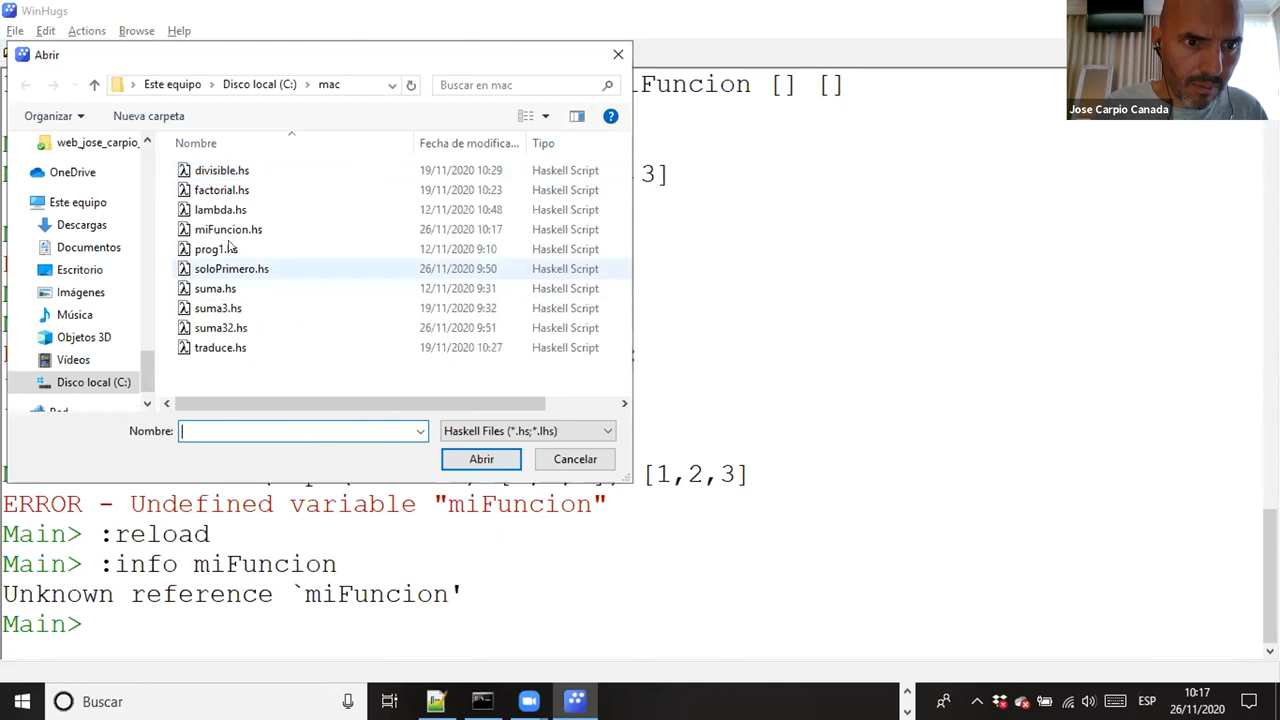 WinHugs
File Edit Actions Browse Help
Abrir
Este equipo Disco local (C:) mac
Buscar en mac
Organizar Nueva carpeta
Nombre Fecha de modifica... Tipo
web_jose_carpio_
OneDrive
Este equipo
Descargas
Documentos
Escritorio
Imágenes
Música
Objetos 3D
Vídeos
Disco local (C:)
divisible.hs 19/11/2020 10:29 Haskell Script
factorial.hs 19/11/2020 10:23 Haskell Script
lambda.hs 12/11/2020 10:48 Haskell Script
miFuncion.hs 26/11/2020 10:17 Haskell Script
prog1.hs 12/11/2020 9:10 Haskell Script
soloPrimero.hs 26/11/2020 9:50 Haskell Script
suma.hs 12/11/2020 9:31 Haskell Script
suma3.hs 19/11/2020 9:32 Haskell Script
suma32.hs 26/11/2020 9:51 Haskell Script
traduce.hs 19/11/2020 10:27 Haskell Script
Nombre: Haskell Files (*.hs;*.lhs)
Abrir Cancelar
iFuncion [] []
Jose Carpio Canada
3]
[1,2,3]
ERROR - Undefined variable "miFuncion"
Main> :reload
Main> :info miFuncion
Unknown reference `miFuncion'
Main>
Buscar
ESP
10:17
26/11/2020